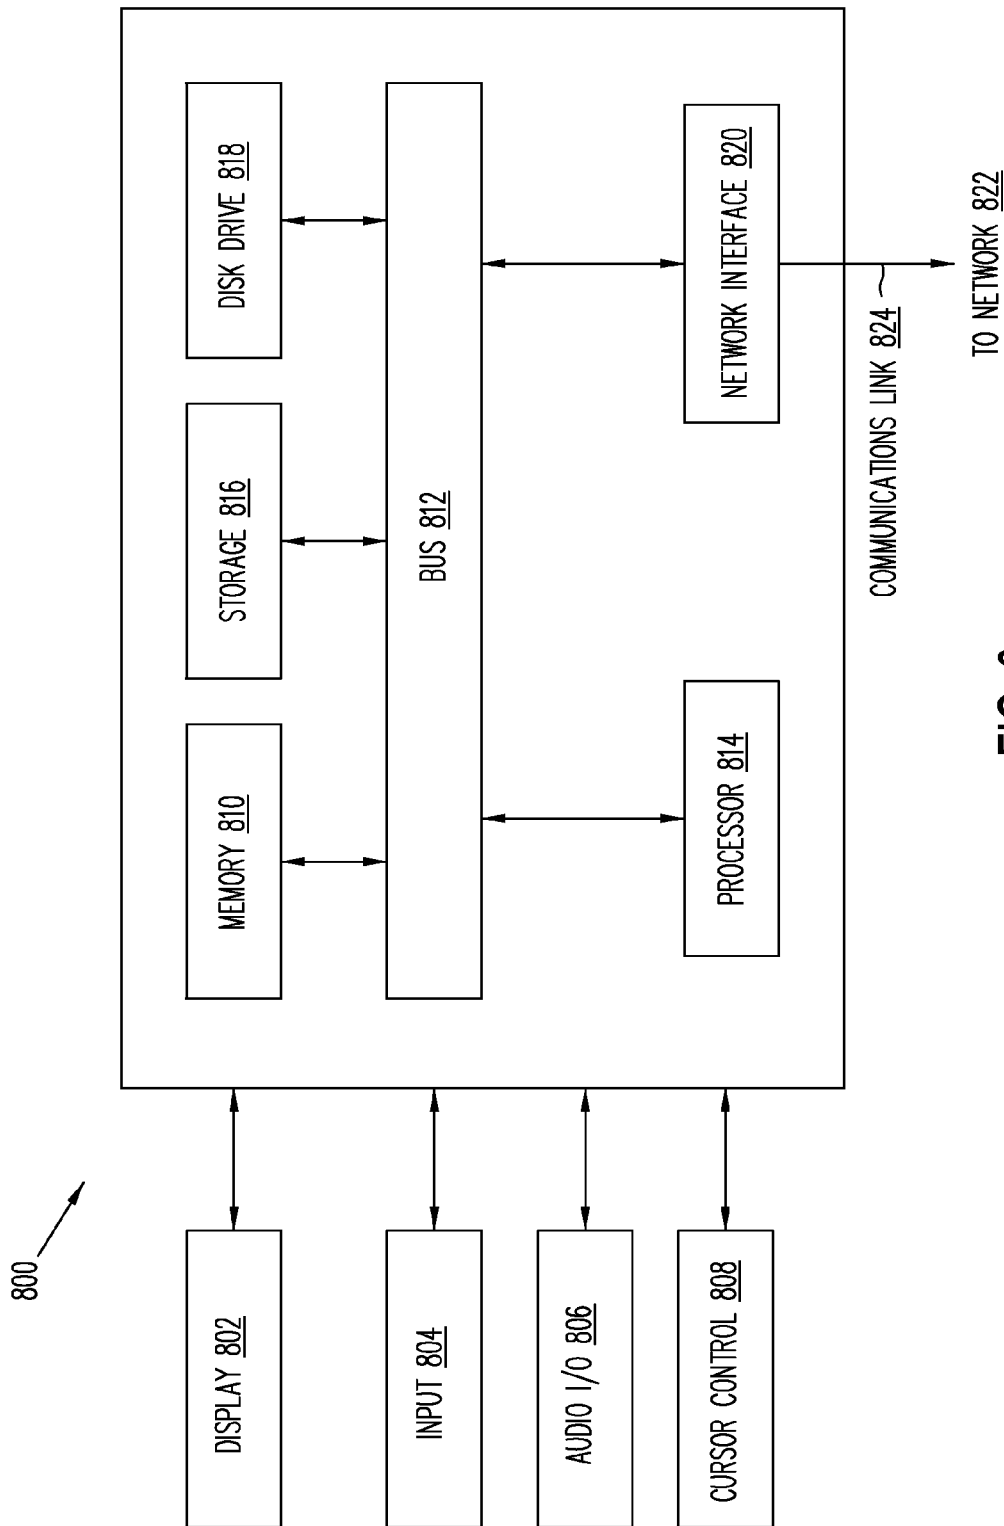 800
DISPLAY 802
INPUT 804
AUDIO I/O 806
CURSOR CONTROL 808
MEMORY 810
STORAGE 816
DISK DRIVE 818
BUS 812
PROCESSOR 814
NETWORK INTERFACE 820
COMMUNICATIONS LINK 824
TO NETWORK 822
FIG.